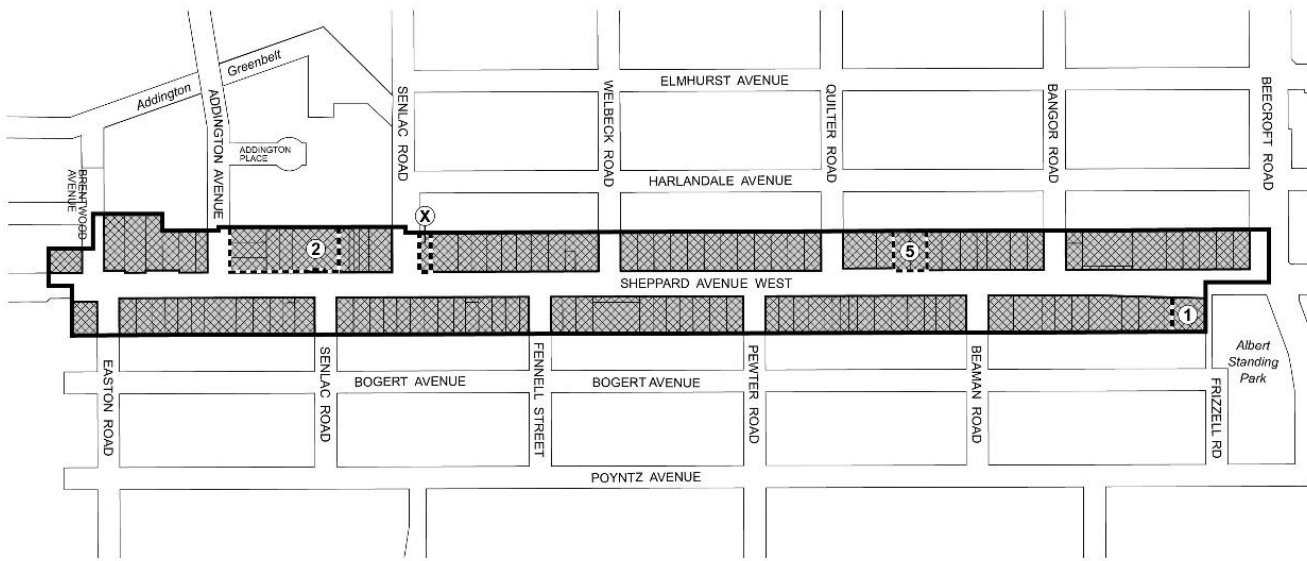 Addington Greenbelt
ADDINGTON AVENUE
SENLAC ROAD
ELMHURST AVENUE
WELBECK ROAD
QUILTER ROAD
BANGOR ROAD
BEECROFT ROAD
ADDINGTON
PLACE
BRENTWOOD
AVENUE
HARLANDALE AVENUE
X
2
5
SHEPPARD AVENUE WEST
1
EASTON ROAD
SENLAC ROAD
BOGERT AVENUE
FENNELL STREET
BOGERT AVENUE
PEWTER ROAD
BEAMAN ROAD
FRIZZELL RD
Albert
Standing
Park
POYNTZ AVENUE